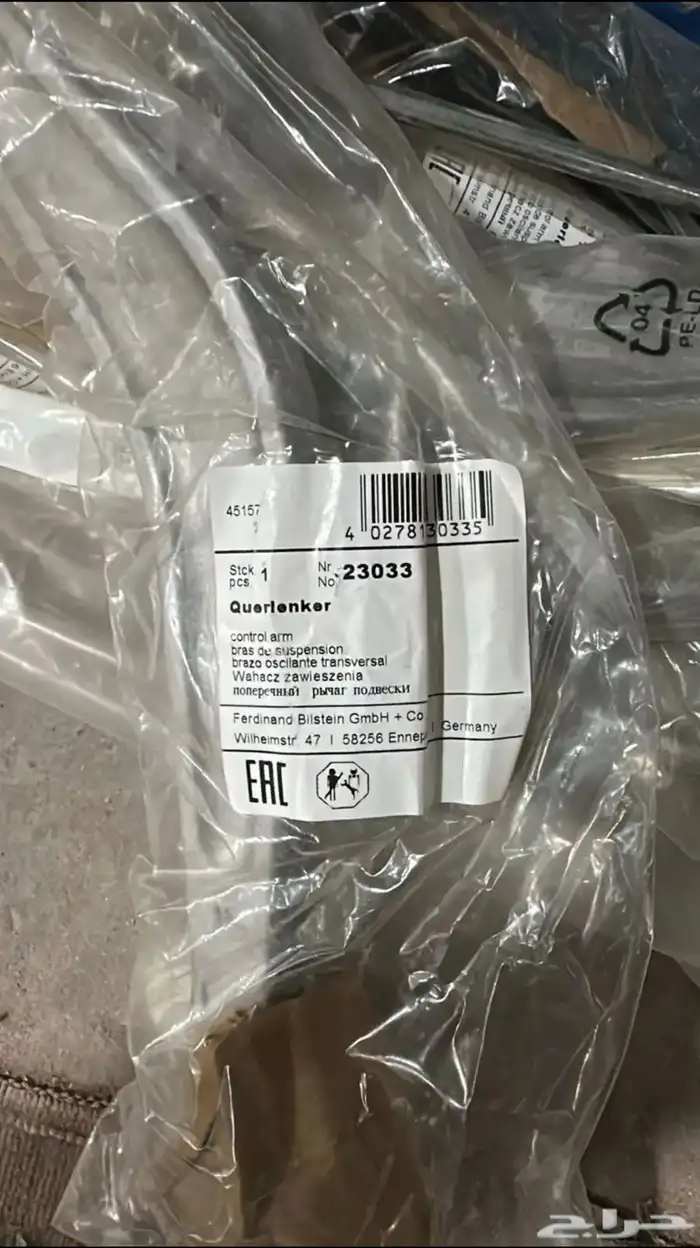 45157
4 027813 0335
Stck
pcs 1
Nr.
No. 23033
Querlenker
control arm
bras de suspension
brazo oscilante transversal
Wahacz zawieszenia
поперечный рычаг подвески
Ferdinand Bilstein GmbH + Co
Wilhelmstr. 47 | 58256 Ennep | Germany
EAC
04
PE-LD
حراج